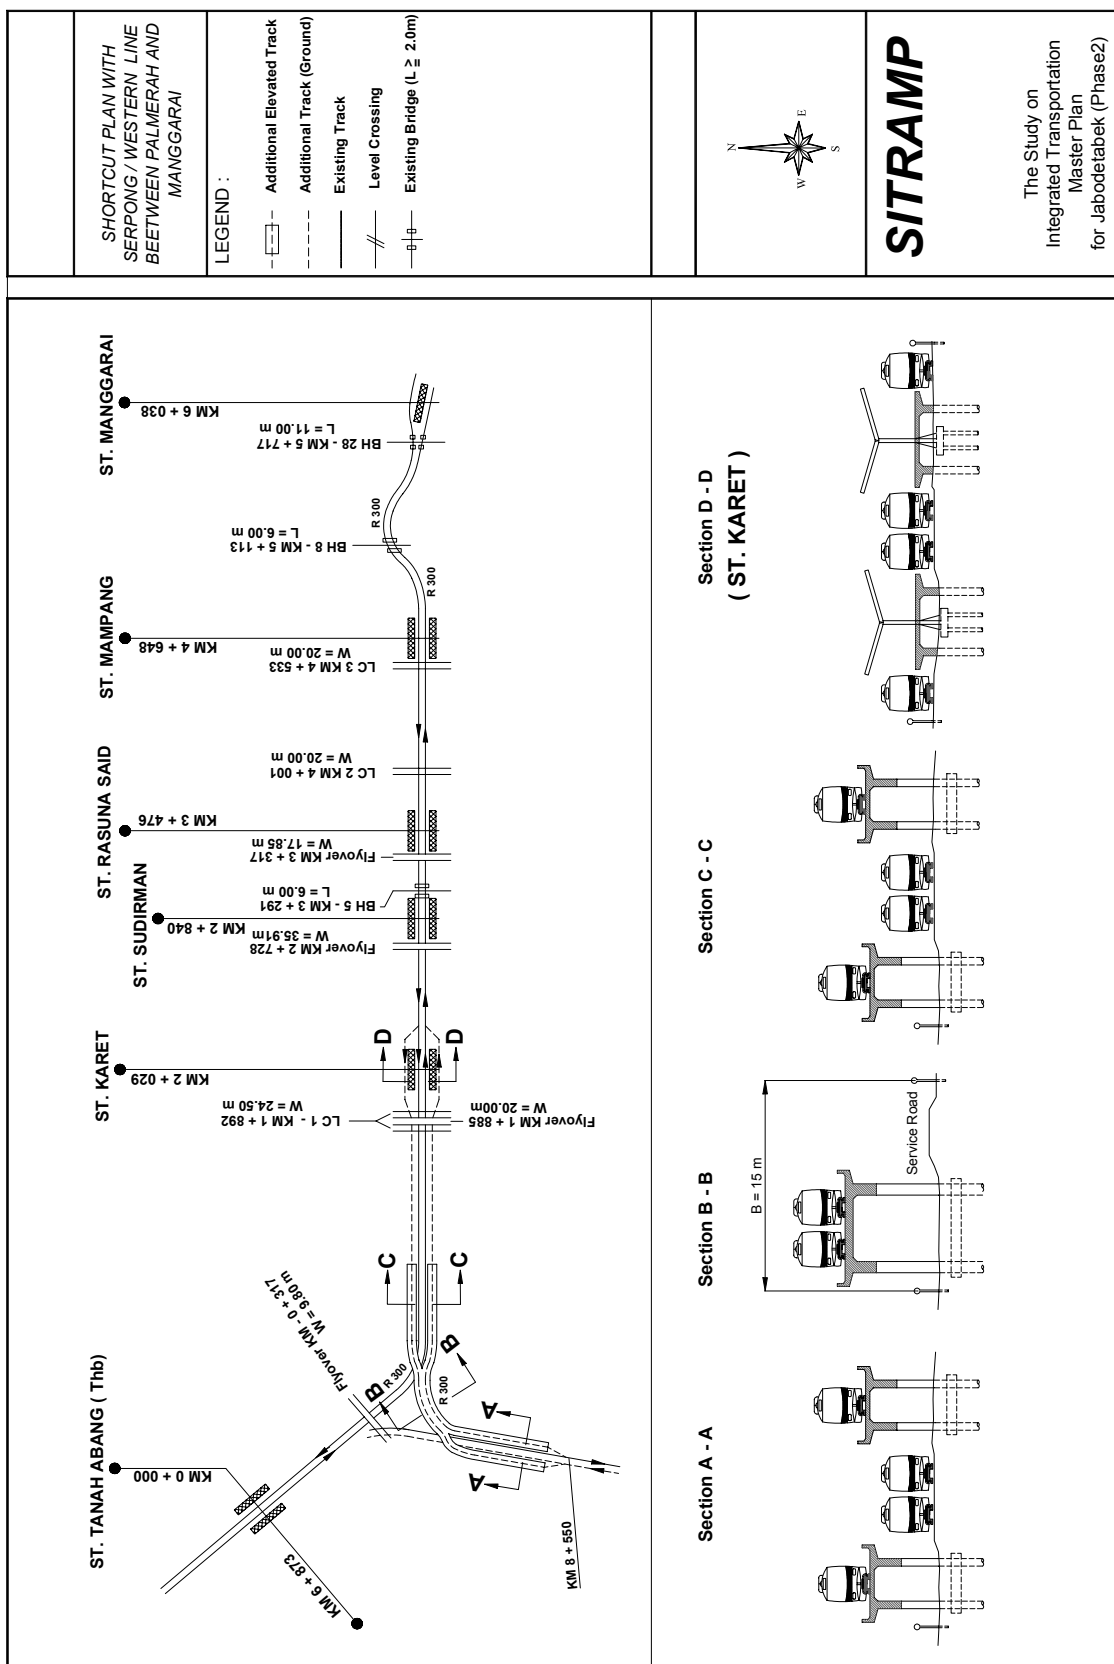 ST. TANAH ABANG ( Thb)
ST. KARET
ST. SUDIRMAN
ST. RASUNA SAID
ST. MAMPANG
ST. MANGGARAI
KM 0 + 000
KM 6 + 873
KM 8 + 550
Flyover KM - 0 + 317
W = 9.80 m
R 300
R 300
A
A
B
B
C
C
D
D
LC 1 - KM 1 + 892
W = 24.50 m
Flyover KM 1 + 885
W = 20.00m
KM 2 + 029
Flyover KM 2 + 728
W = 35.91m
KM 2 + 840
BH 5 - KM 3 + 291
L = 6.00 m
Flyover KM 3 + 317
W = 17.85 m
KM 3 + 476
LC 2 KM 4 + 001
W = 20.00 m
LC 3 KM 4 + 533
W = 20.00 m
KM 4 + 648
R 300
BH 8 - KM 5 + 113
L = 6.00 m
R 300
BH 28 - KM 5 + 717
L = 11.00 m
KM 6 + 038
Section A - A
Section B - B
B = 15 m
Service Road
Section C - C
Section D - D
( ST. KARET )
SHORTCUT PLAN WITH
SERPONG / WESTERN LINE
BEETWEEN PALMERAH AND
MANGGARAI
LEGEND :
Additional Elevated Track
Additional Track (Ground)
Existing Track
Level Crossing
Existing Bridge (L ≧ 2.0m)
N
W
E
S
SITRAMP
The Study on
Integrated Transportation
Master Plan
for Jabodetabek (Phase2)